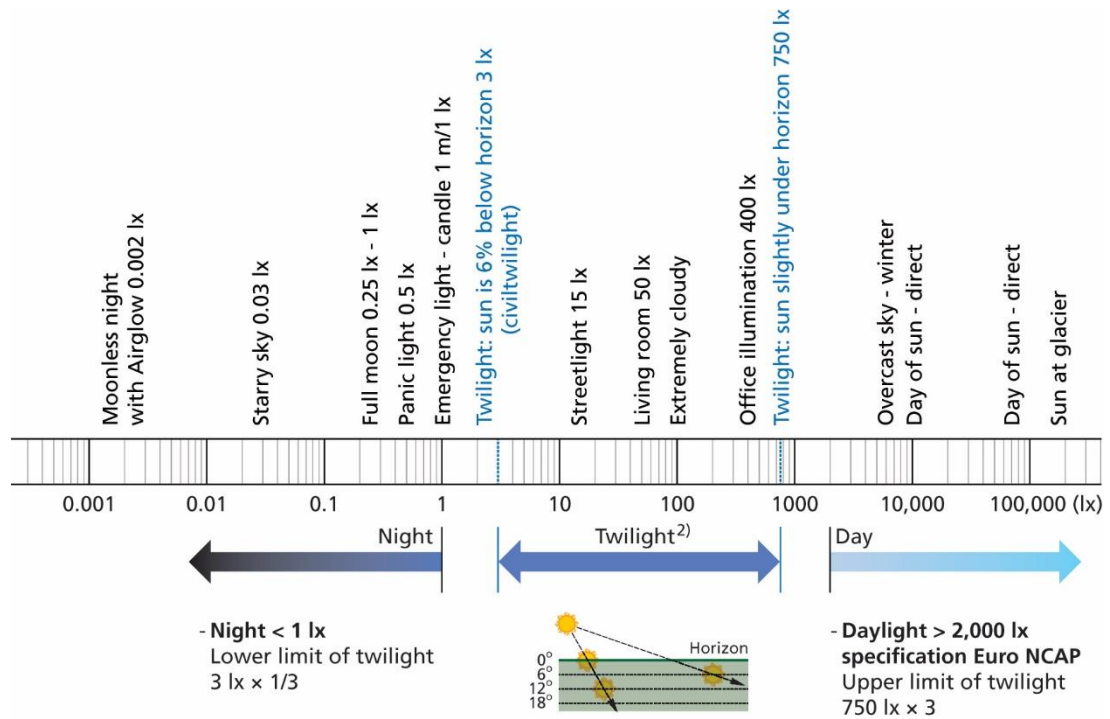 Moonless night
with Airglow 0.002 lx
Starry sky 0.03 lx
Full moon 0.25 lx - 1 lx
Panic light 0.5 lx
Emergency light - candle 1 m/1 lx
Twilight: sun is 6% below horizon 3 lx
(civiltwilight)
Streetlight 15 lx
Living room 50 lx
Extremely cloudy
Office illumination 400 lx
Twilight: sun slightly under horizon 750 lx
Overcast sky - winter
Day of sun - direct
Day of sun - direct
Sun at glacier
0.001 0.01 0.1 1 10 100 1000 10,000 100,000 (lx)
Night
Twilight2)
Day
- Night < 1 lx
Lower limit of twilight
3 lx × 1/3
Horizon
0°
6°
12°
18°
- Daylight > 2,000 lx
specification Euro NCAP
Upper limit of twilight
750 lx × 3